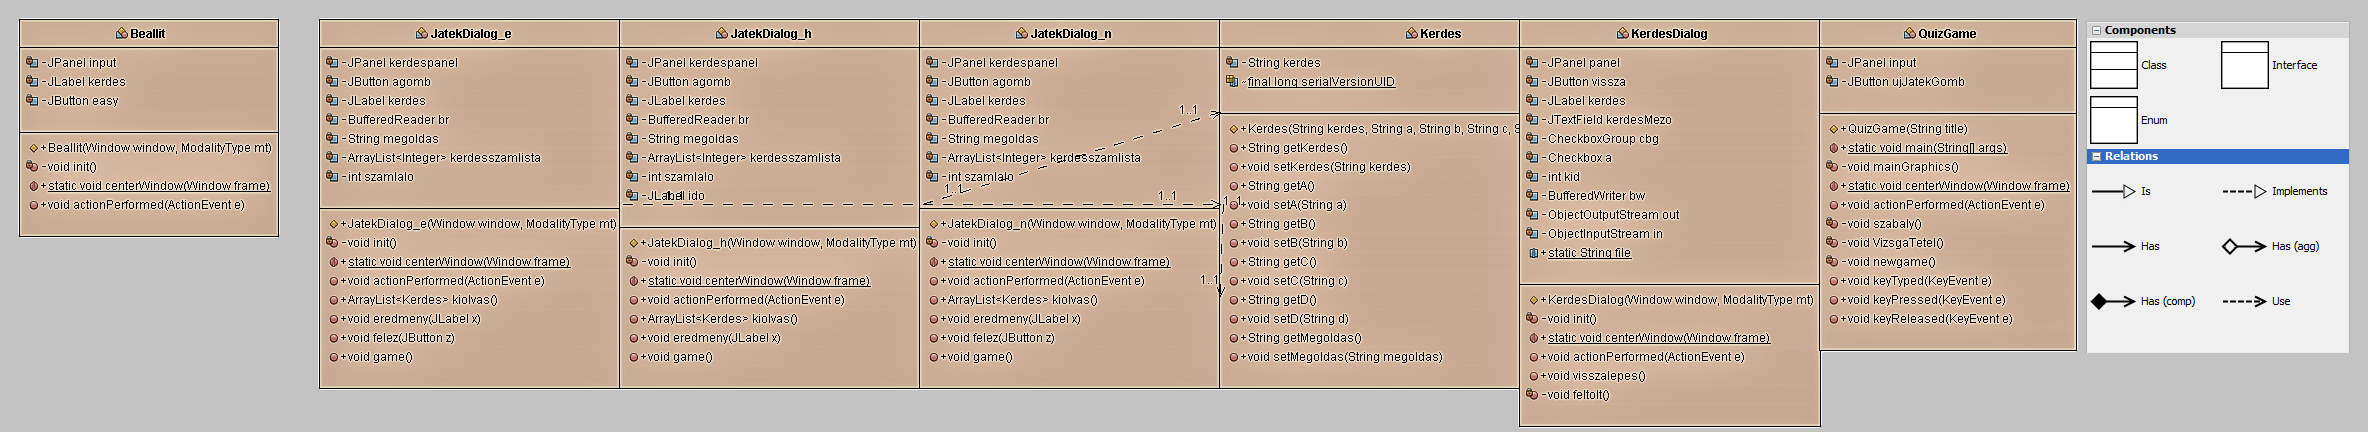 Beallit
-JPanel input
-JLabel kerdes
-JButton easy
+Beallit(Window window, ModalityType mt)
-void init()
+static void centerWindow(Window frame)
+void actionPerformed(ActionEvent e)
JatekDialog_e
-JPanel kerdespanel
-JButton agomb
-JLabel kerdes
-BufferedReader br
-String megoldas
-ArrayList<Integer> kerdesszamlista
-int szamlalo
+JatekDialog_e(Window window, ModalityType mt)
-void init()
+static void centerWindow(Window frame)
+void actionPerformed(ActionEvent e)
+ArrayList<Kerdes> kiolvas()
+void eredmeny(JLabel x)
+void felez(JButton z)
+void game()
JatekDialog_h
-JPanel kerdespanel
-JButton agomb
-JLabel kerdes
-BufferedReader br
-String megoldas
-ArrayList<Integer> kerdesszamlista
-int szamlalo
-JLabel ido
+JatekDialog_h(Window window, ModalityType mt)
-void init()
+static void centerWindow(Window frame)
+void actionPerformed(ActionEvent e)
+ArrayList<Kerdes> kiolvas()
+void eredmeny(JLabel x)
+void game()
JatekDialog_n
-JPanel kerdespanel
-JButton agomb
-JLabel kerdes
-BufferedReader br
-String megoldas
-ArrayList<Integer> kerdesszamlista
-int szamlalo
1..1
1..1
1..1
1..1
+JatekDialog_n(Window window, ModalityType mt)
-void init()
+static void centerWindow(Window frame)
+void actionPerformed(ActionEvent e)
+ArrayList<Kerdes> kiolvas()
+void eredmeny(JLabel x)
+void felez(JButton z)
+void game()
Kerdes
-String kerdes
-final long serialVersionUID
+Kerdes(String kerdes, String a, String b, String c, S
+String getKerdes()
+void setKerdes(String kerdes)
+String getA()
+void setA(String a)
+String getB()
+void setB(String b)
+String getC()
+void setC(String c)
+String getD()
+void setD(String d)
+String getMegoldas()
+void setMegoldas(String megoldas)
KerdesDialog
-JPanel panel
-JButton vissza
-JLabel kerdes
-JTextField kerdesMezo
-CheckboxGroup cbg
-Checkbox a
-int kid
-BufferedWriter bw
-ObjectOutputStream out
-ObjectInputStream in
+static String file
+KerdesDialog(Window window, ModalityType mt)
-void init()
+static void centerWindow(Window frame)
+void actionPerformed(ActionEvent e)
+void visszalepes()
-void feltolt()
QuizGame
-JPanel input
-JButton ujJatekGomb
+QuizGame(String title)
+static void main(String[] args)
-void mainGraphics()
+static void centerWindow(Window frame)
+void actionPerformed(ActionEvent e)
-void szabaly()
-void VizsgaTetel()
-void newgame()
+void keyTyped(KeyEvent e)
+void keyPressed(KeyEvent e)
+void keyReleased(KeyEvent e)
Components
Class
Interface
Enum
Relations
Is
Implements
Has
Has (agg)
Has (comp)
Use